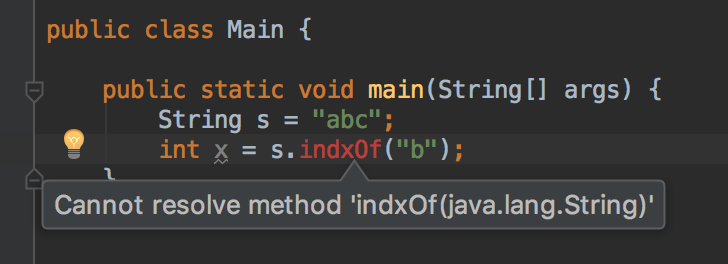 public class Main {
public static void main(String[] args) {
String s = "abc";
int x = s.indxOf("b");
}
Cannot resolve method 'indxOf(java.lang.String)'